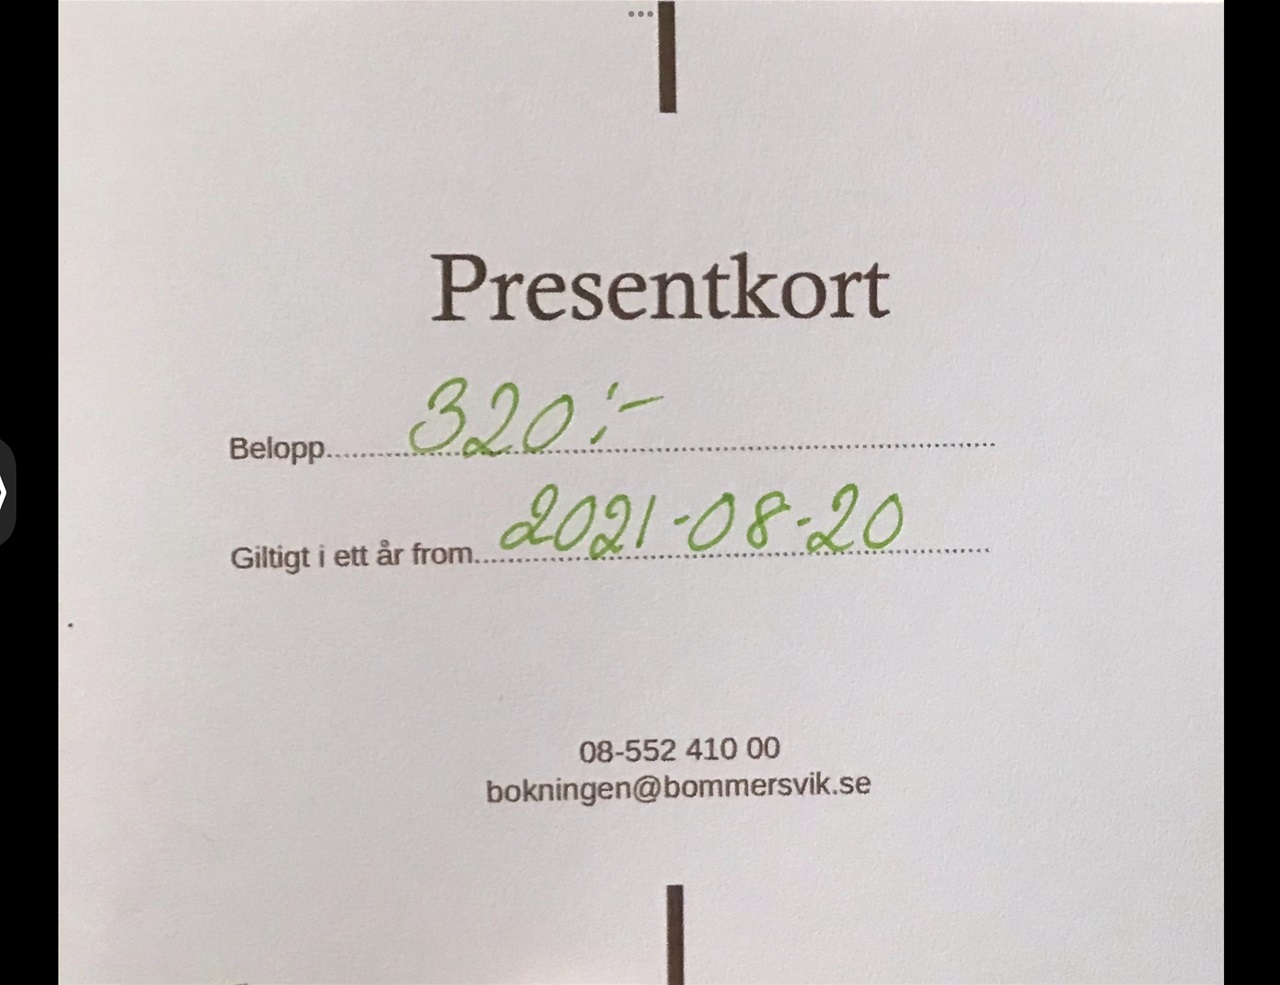 Presentkort
Belopp.....320:-.....
Giltigt i ett år from.....2021-08-20.....
08-552 410 00
bokningen@bommersvik.se